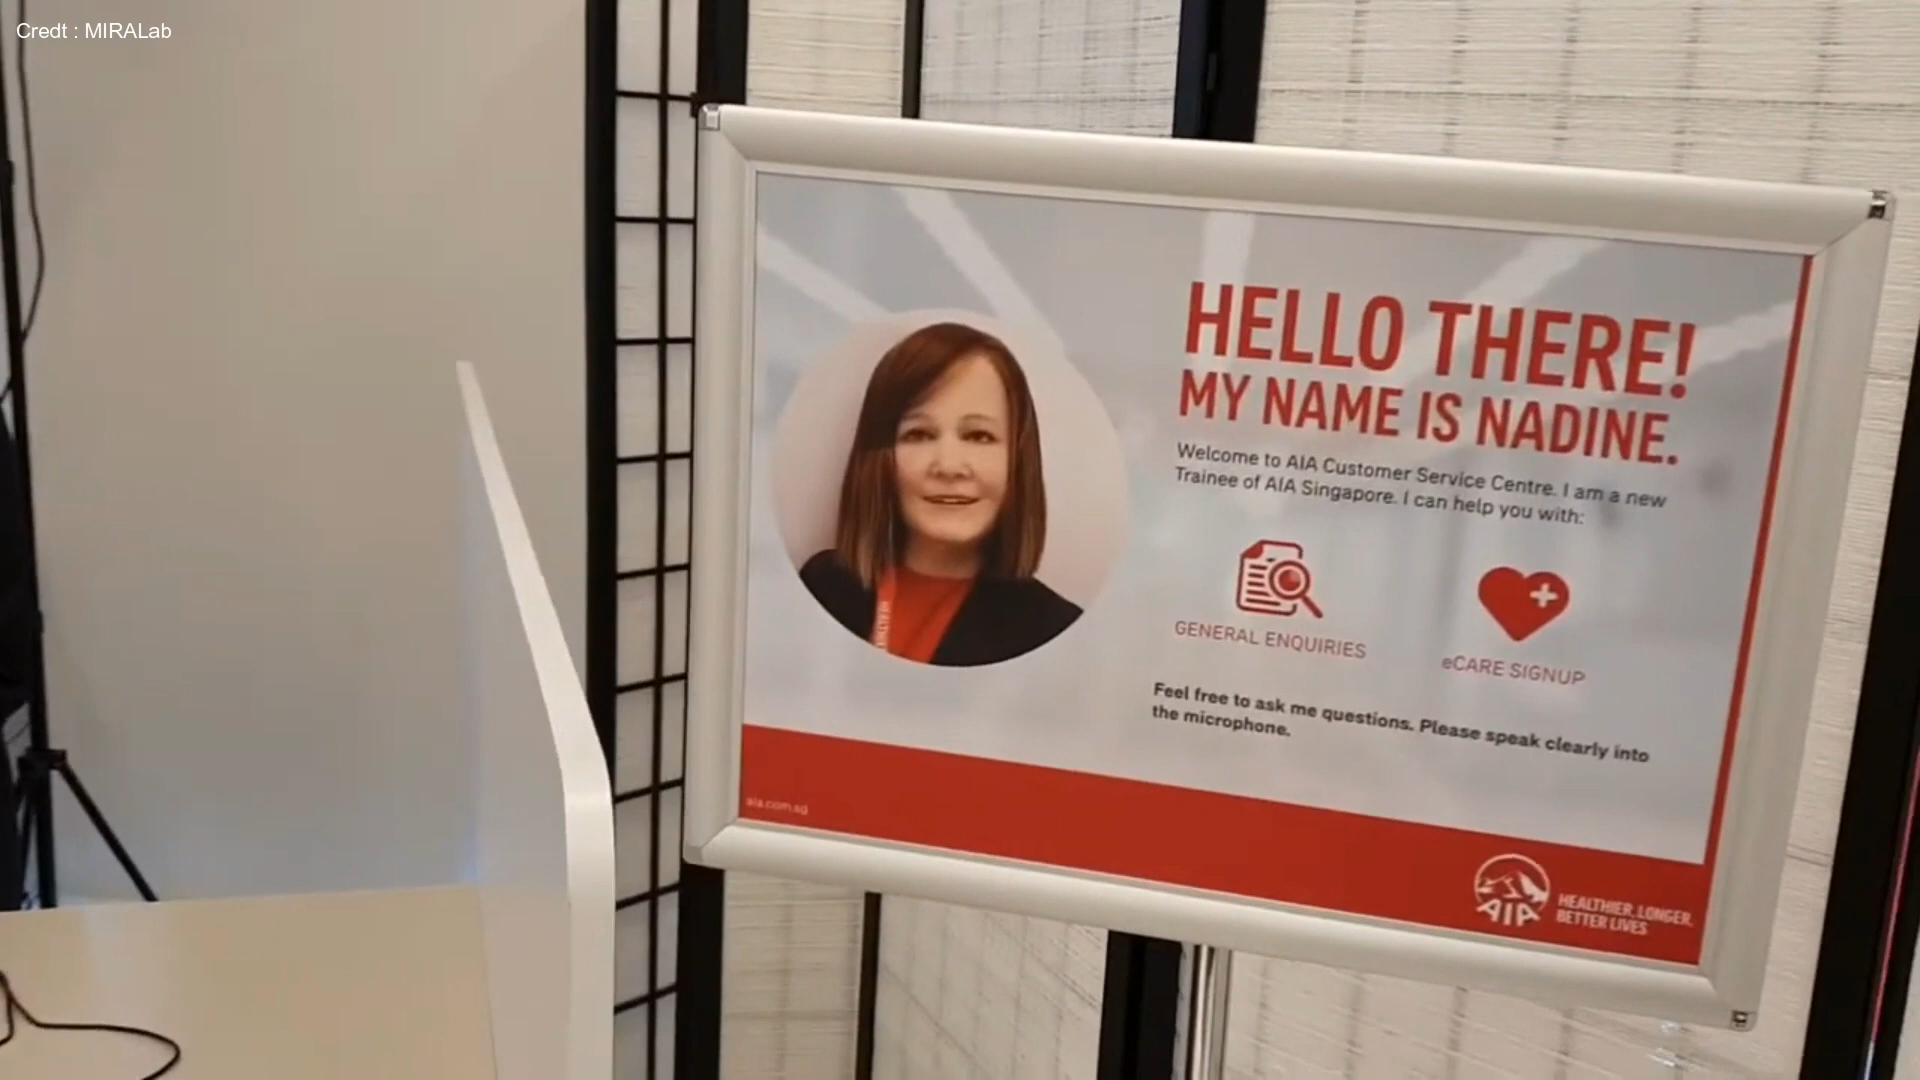 Credt : MIRALab
HELLO THERE!
MY NAME IS NADINE.
Welcome to AIA Customer Service Centre. I am a new
Trainee of AIA Singapore. I can help you with:
GENERAL ENQUIRIES
eCARE SIGNUP
Feel free to ask me questions. Please speak clearly into
the microphone.
aia.com.sg
AIA
HEALTHIER, LONGER,
BETTER LIVES